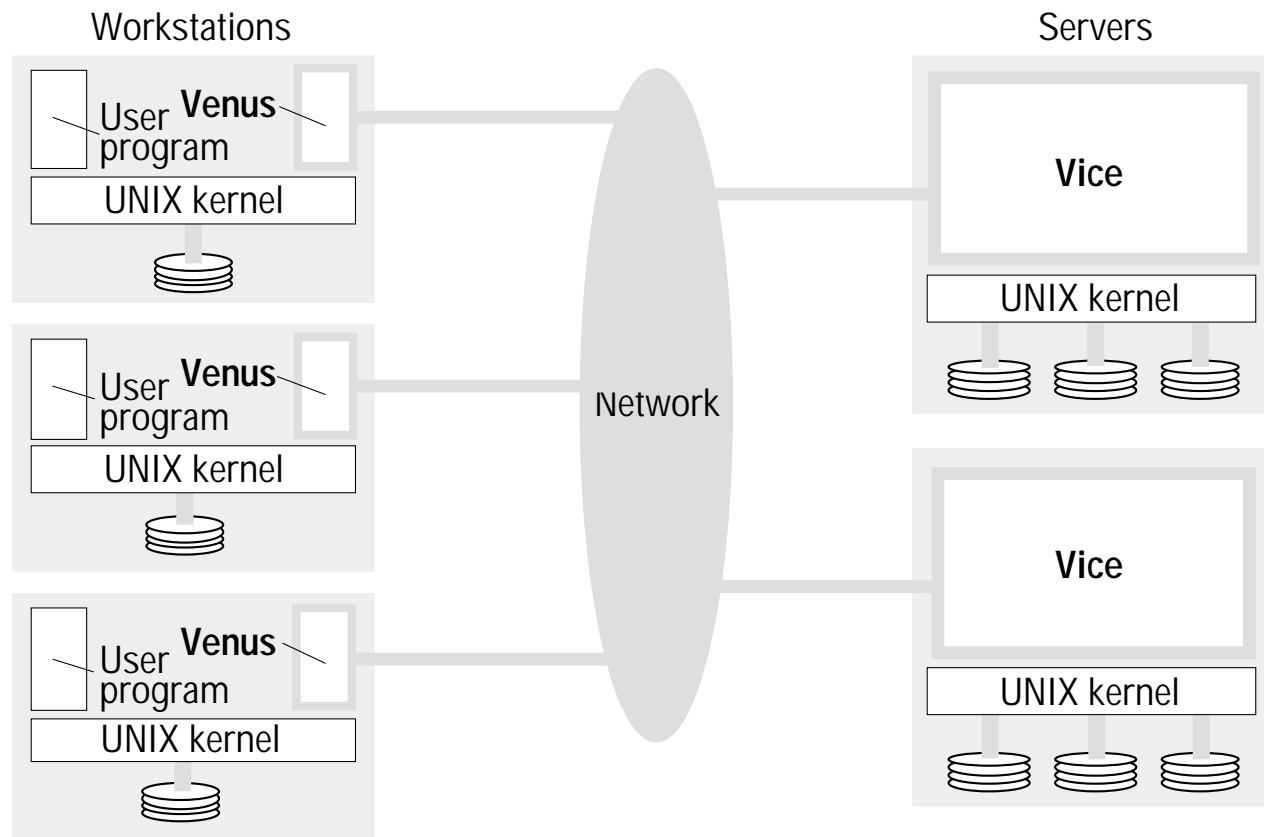 Workstations
Servers
User
program
Venus
UNIX kernel
User
program
Venus
UNIX kernel
User
program
Venus
UNIX kernel
Network
Vice
UNIX kernel
Vice
UNIX kernel